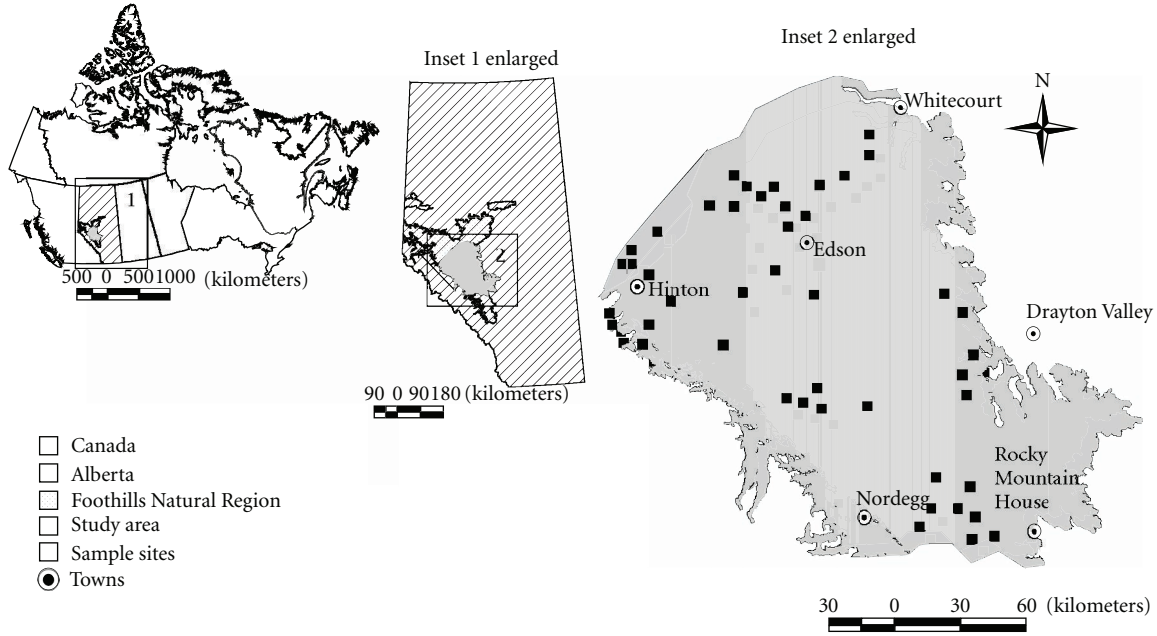 Inset 1 enlarged
Inset 2 enlarged
N
Whitecourt
1
Edson
2
500 0 500 1000 (kilometers)
Hinton
Drayton Valley
90 0 90 180 (kilometers)
Canada
Alberta
Foothills Natural Region
Study area
Sample sites
Towns
Rocky
Mountain
House
Nordegg
30 0 30 60 (kilometers)